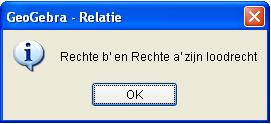 GeoGebra - Relatie
Rechte b' en Rechte a' zijn loodrecht
OK